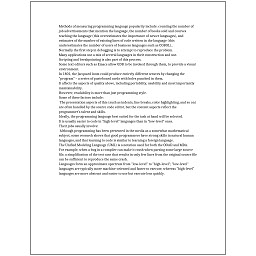 Methods of measuring programming language popularity include: counting the number of
job advertisements that mention the language, the number of books sold and courses
teaching the language (this overestimates the importance of newer languages), and
estimates of the number of existing lines of code written in the language (this
underestimates the number of users of business languages such as COBOL).
Normally the first step in debugging is to attempt to reproduce the problem.
Many applications use a mix of several languages in their construction and use.
Scripting and breakpointing is also part of this process.
Some text editors such as Emacs allow GDB to be invoked through them, to provide a visual
environment.
In 1801, the Jacquard loom could produce entirely different weaves by changing the
"program" – a series of pasteboard cards with holes punched in them.
It affects the aspects of quality above, including portability, usability and most importantly
maintainability.
However, readability is more than just programming style.
Some of these factors include:
The presentation aspects of this (such as indents, line breaks, color highlighting, and so on)
are often handled by the source code editor, but the content aspects reflect the
programmer's talent and skills.
Ideally, the programming language best suited for the task at hand will be selected.
It is usually easier to code in "high-level" languages than in "low-level" ones.
Their jobs usually involve:
Although programming has been presented in the media as a somewhat mathematical
subject, some research shows that good programmers have strong skills in natural human
languages, and that learning to code is similar to learning a foreign language.
The Unified Modeling Language (UML) is a notation used for both the OOAD and MDA.
For example, when a bug in a compiler can make it crash when parsing some large source
file, a simplification of the test case that results in only few lines from the original source file
can be sufficient to reproduce the same crash.
Languages form an approximate spectrum from "low-level" to "high-level"; "low-level"
languages are typically more machine-oriented and faster to execute, whereas "high-level"
languages are more abstract and easier to use but execute less quickly.